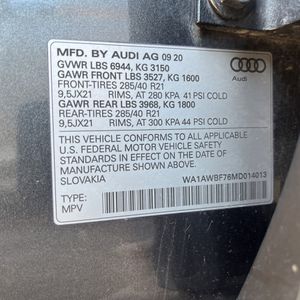 MFD. BY AUDI AG 09 20
GVWR LBS 6944, KG 3150
GAWR FRONT LBS 3527, KG 1600
FRONT-TIRES 285/40 R21
9,5JX21 RIMS, AT 280 KPA 41 PSI COLD
GAWR REAR LBS 3968, KG 1800
REAR-TIRES 285/40 R21
9,5JX21 RIMS, AT 300 KPA 44 PSI COLD
Audi
THIS VEHICLE CONFORMS TO ALL APPLICABLE
U.S. FEDERAL MOTOR VEHICLE SAFETY STANDARDS
IN EFFECT ON THE DATE OF MANUFACTURE
SHOWN ABOVE.
SLOVAKIA WA1AWBF76MD014013
TYPE:
MPV